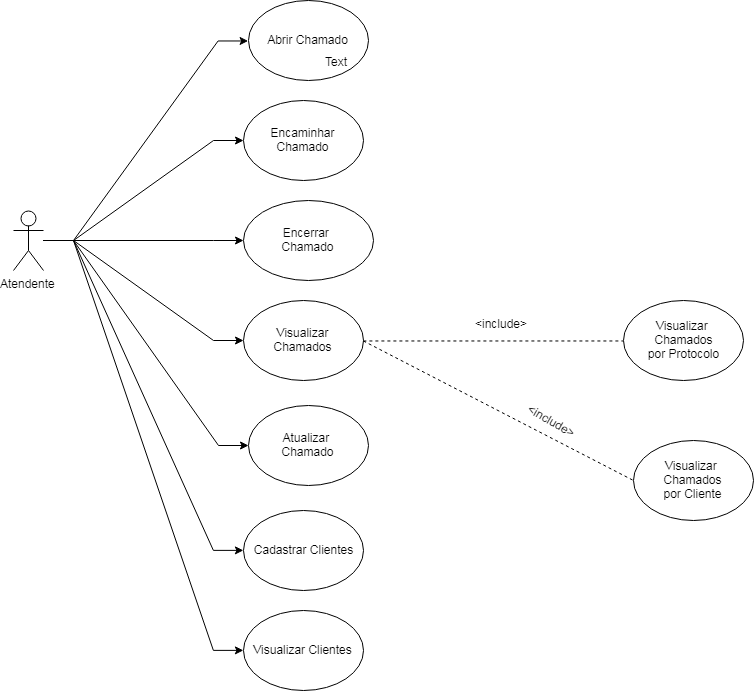 Abrir Chamado
Text
Encaminhar
Chamado
Encerrar
Chamado
Atendente
Visualizar
Chamados
<include>
Visualizar
Chamados
por Protocolo
<include>
Atualizar
Chamado
Visualizar
Chamados
por Cliente
Cadastrar Clientes
Visualizar Clientes